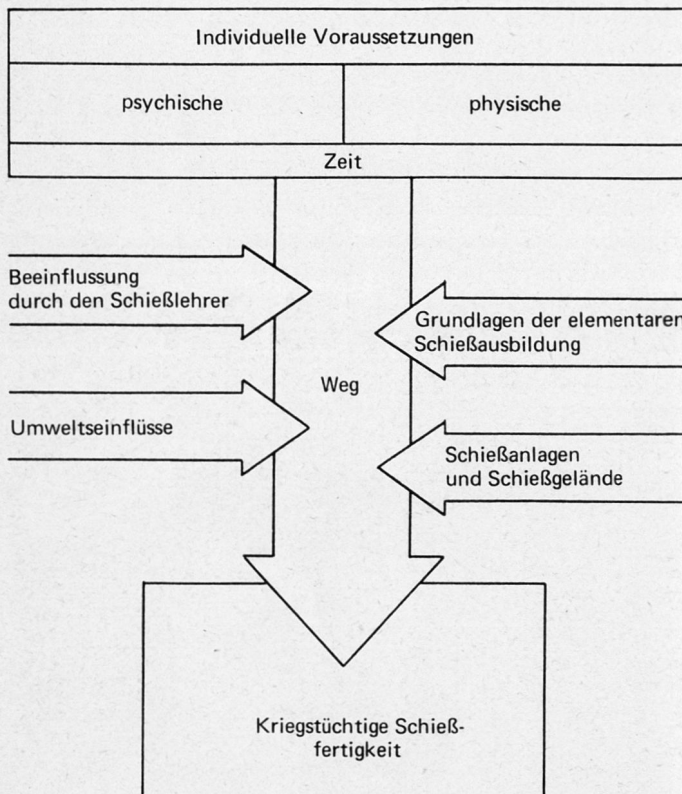 Individuelle Voraussetzungen
psychische
physische
Zeit
Beeinflussung
durch den Schießlehrer
Grundlagen der elementaren
Schießausbildung
Weg
Umweltseinflüsse
Schießanlagen
und Schießgelände
Kriegstüchtige Schieß-
fertigkeit